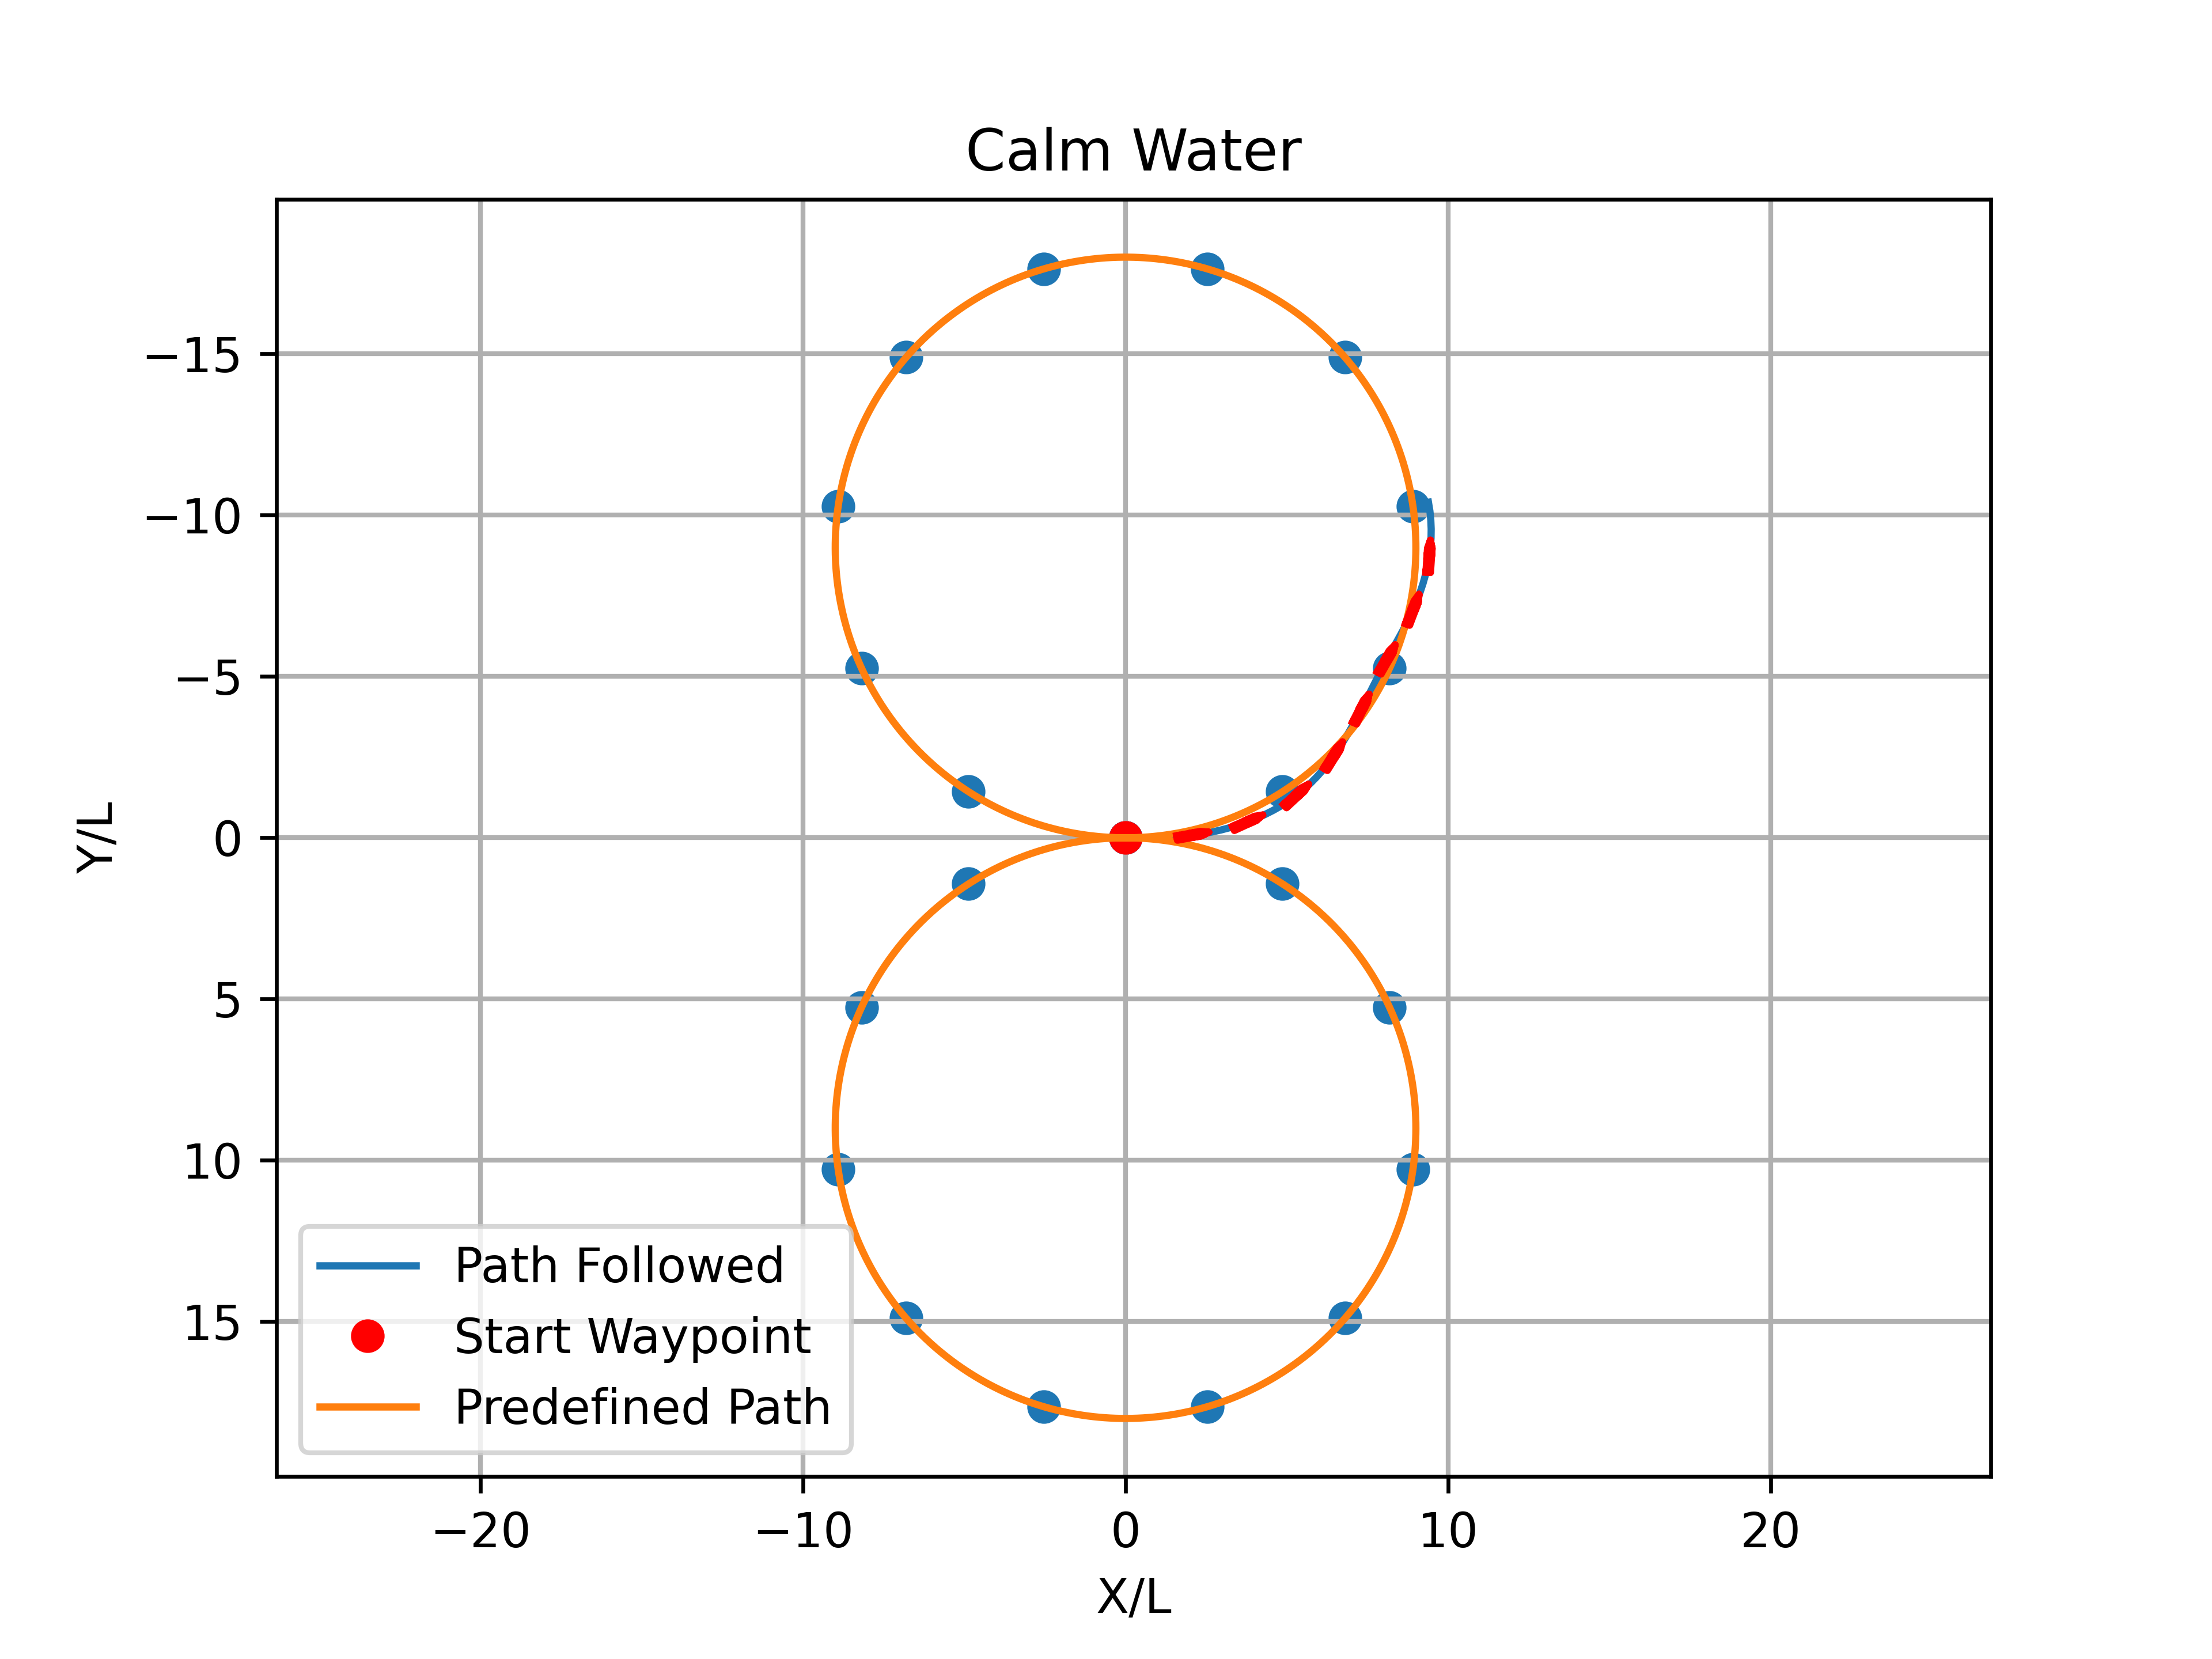 Calm Water
−15
−10
−5
0
5
10
15
Y/L
Path Followed
Start Waypoint
Predefined Path
−20
−10
0
10
20
X/L